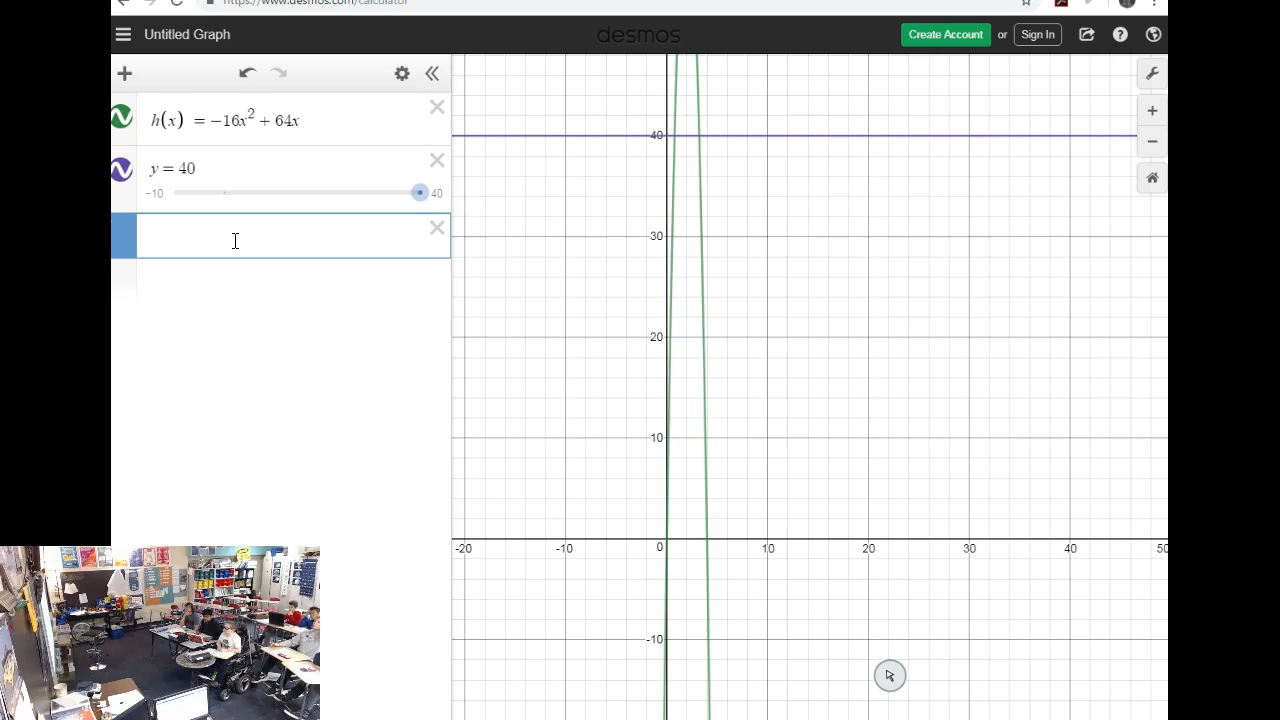 https://www.desmos.com/calculator
Untitled Graph
desmos
Create Account
or
Sign In
h(x) = −16x² + 64x
y = 40
-10
40
40
30
20
10
-20
-10
0
10
20
30
40
50
-10